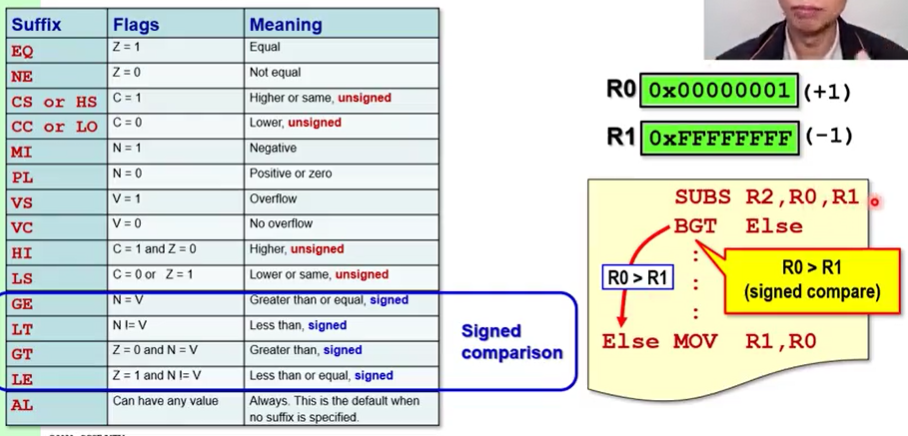 Suffix Flags Meaning
EQ Z = 1 Equal
NE Z = 0 Not equal
CS or HS C = 1 Higher or same, unsigned
CC or LO C = 0 Lower, unsigned
MI N = 1 Negative
PL N = 0 Positive or zero
VS V = 1 Overflow
VC V = 0 No overflow
HI C = 1 and Z = 0 Higher, unsigned
LS C = 0 or Z = 1 Lower or same, unsigned
GE N = V Greater than or equal, signed
LT N != V Less than, signed
GT Z = 0 and N = V Greater than, signed
LE Z = 1 and N != V Less than or equal, signed
AL Can have any value Always. This is the default when
no suffix is specified.
Signed
comparison
R0 0x00000001 (+1)
R1 0xFFFFFFFF (-1)
SUBS R2,R0,R1
BGT Else
R0 > R1
R0 > R1
(signed compare)
:
:
:
Else MOV R1,R0